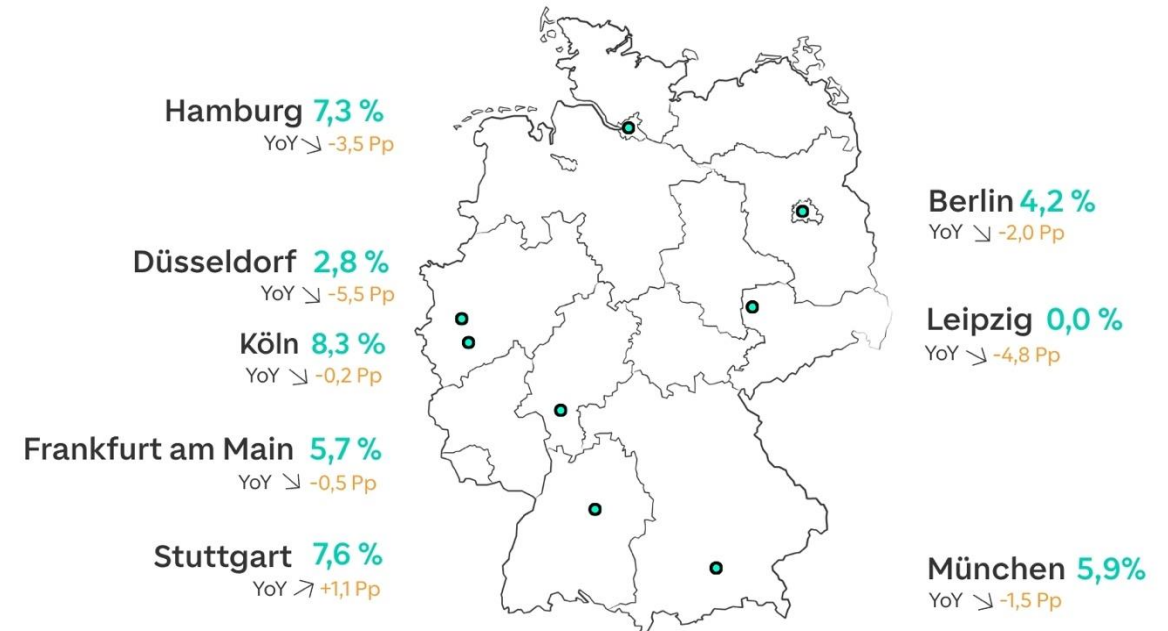 Hamburg 7,3 %
YoY ↘ -3,5 Pp
Düsseldorf 2,8 %
YoY ↘ -5,5 Pp
Köln 8,3 %
YoY ↘ -0,2 Pp
Frankfurt am Main 5,7 %
YoY ↘ -0,5 Pp
Stuttgart 7,6 %
YoY ↗ +1,1 Pp
Berlin 4,2 %
YoY ↘ -2,0 Pp
Leipzig 0,0 %
YoY ↘ -4,8 Pp
München 5,9%
YoY ↘ -1,5 Pp